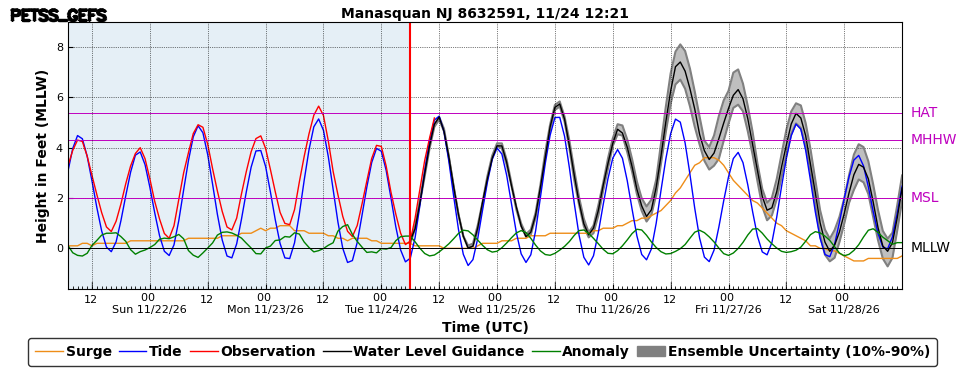 PETSS_GEFS
Manasquan NJ 8632591, 11/24 12:21
Height in Feet (MLLW)
8
6
4
2
0
HAT
MHHW
MSL
MLLW
12 00 12 00 12 00 12 00 12 00 12 00 12 00
Sun 11/22/26 Mon 11/23/26 Tue 11/24/26 Wed 11/25/26 Thu 11/26/26 Fri 11/27/26 Sat 11/28/26
Time (UTC)
Surge Tide Observation Water Level Guidance Anomaly Ensemble Uncertainty (10%-90%)